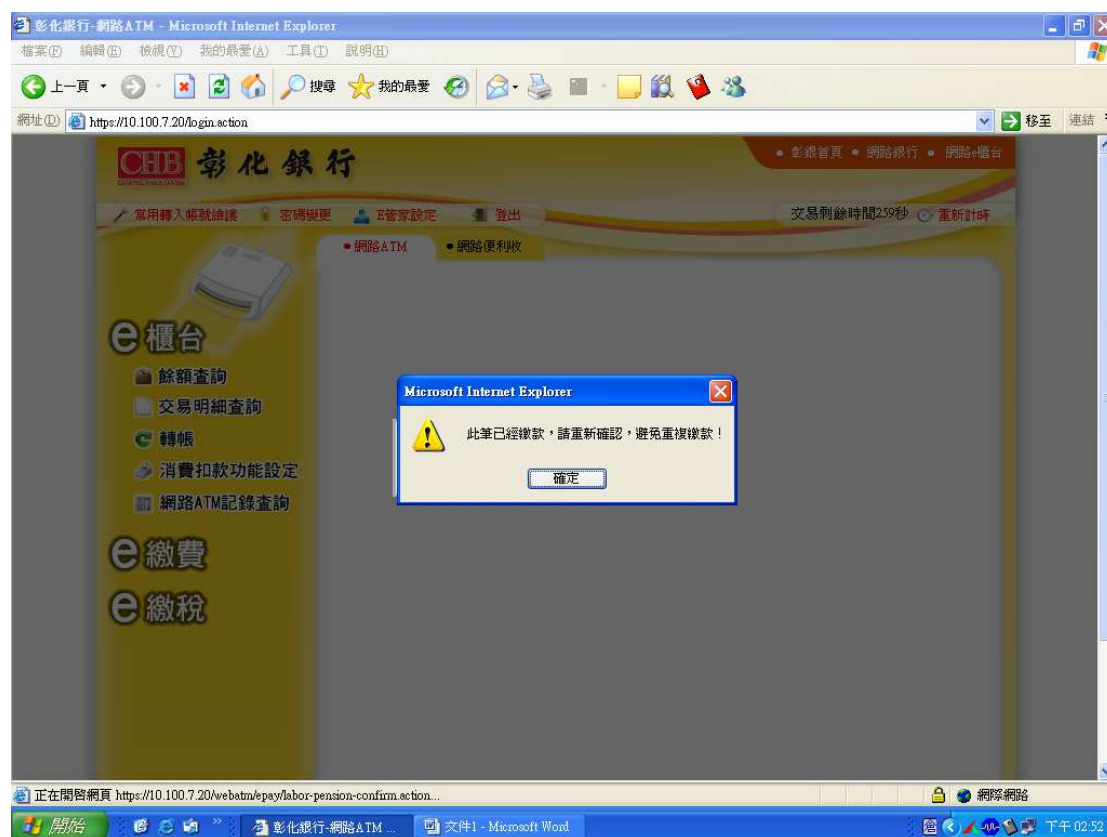 彰化銀行-網路ATM - Microsoft Internet Explorer
檔案(F) 編輯(E) 檢視(V) 我的最愛(A) 工具(T) 說明(H)
上一頁 搜尋 我的最愛
網址(D) https://10.100.7.20/login.action 移至 連結
CHB 彰化銀行
• 彰銀首頁 • 網路銀行 • 網路e櫃台
常用轉入帳號維護 密碼變更 E管家設定 登出 交易剩餘時間259秒 重新計時
•網路ATM •網路便利收
e櫃台
餘額查詢
交易明細查詢
轉帳
消費扣款功能設定
網路ATM記錄查詢
e繳費
e繳稅
Microsoft Internet Explorer
此筆已經繳款，請重新確認，避免重複繳款！
確定
正在開啟網頁 https://10.100.7.20/webatm/epay/labor-pension-confirm.action... 網際網路
開始 彰化銀行-網路ATM ... 文件1 - Microsoft Word 下午 02:52